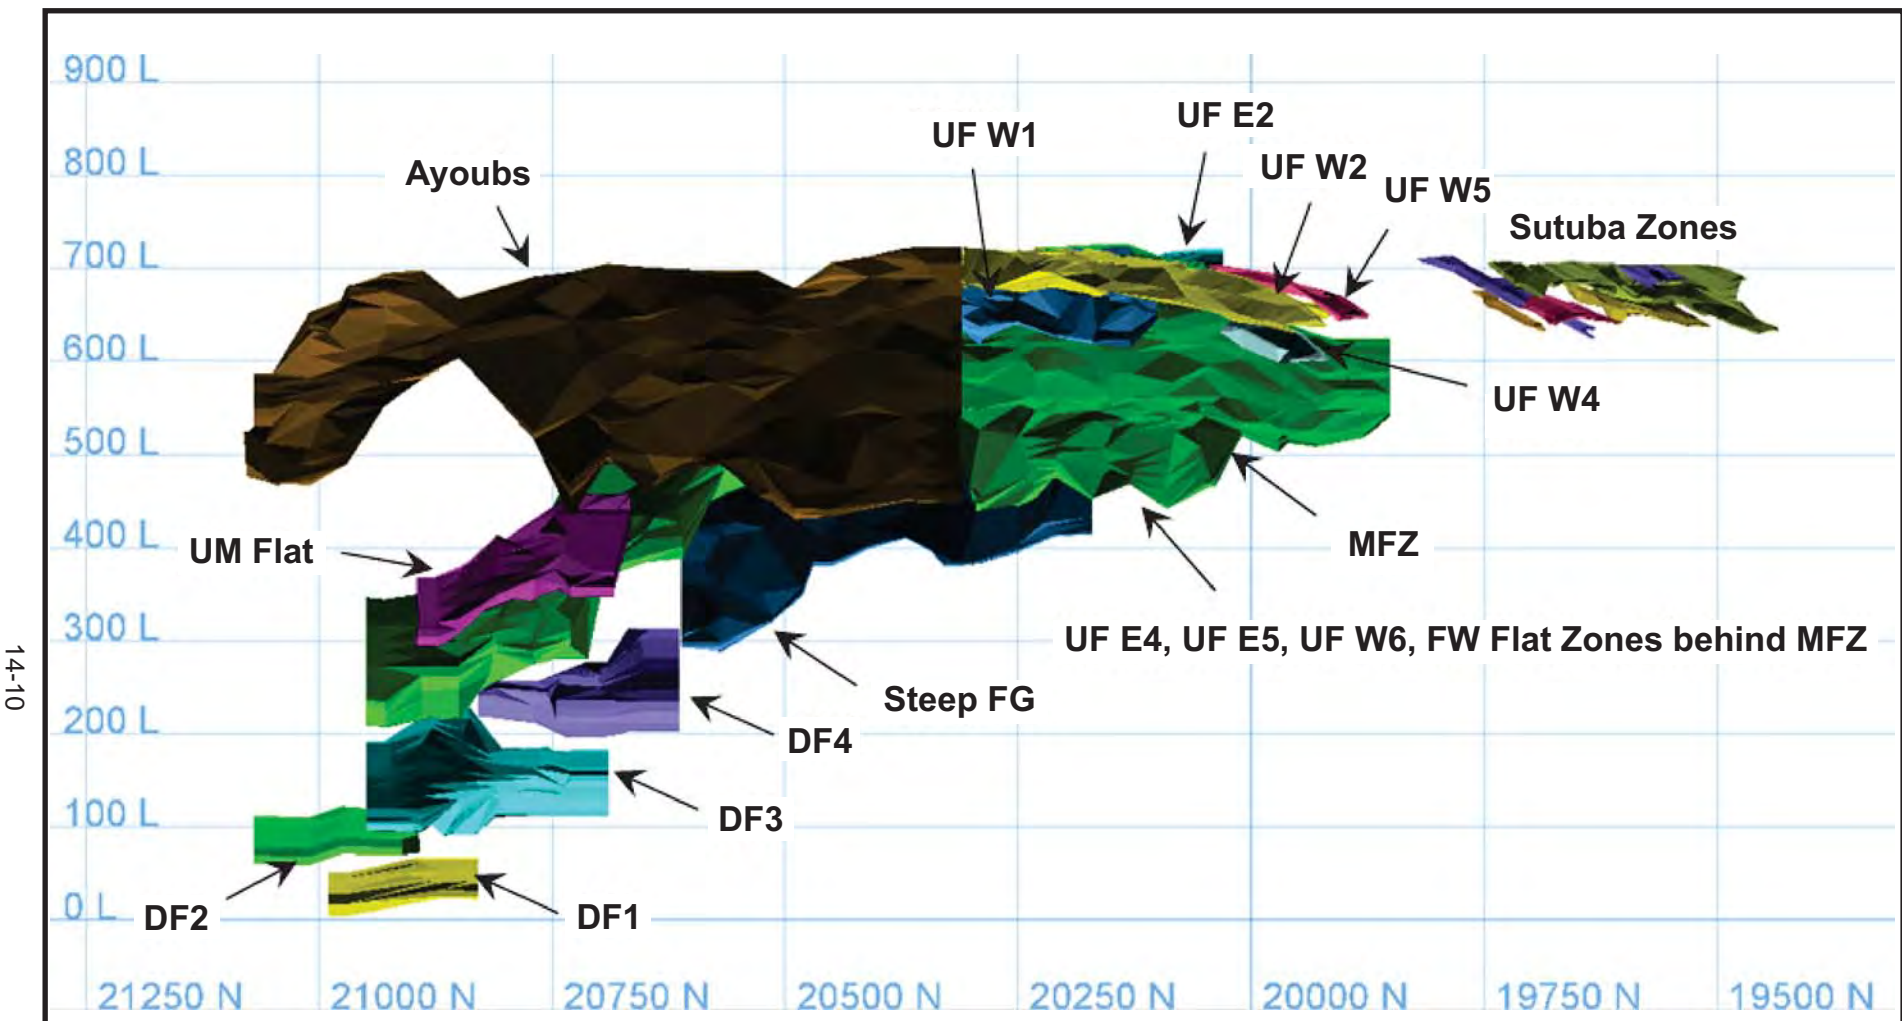 900 L
800 L
700 L
600 L
500 L
400 L
300 L
200 L
100 L
0 L
UF E2
UF W1
UF W2
Ayoubs
UF W5
Sutuba Zones
UF W4
MFZ
UM Flat
UF E4, UF E5, UF W6, FW Flat Zones behind MFZ
Steep FG
DF4
DF3
DF2
DF1
21250 N
21000 N
20750 N
20500 N
20250 N
20000 N
19750 N
19500 N
14-10